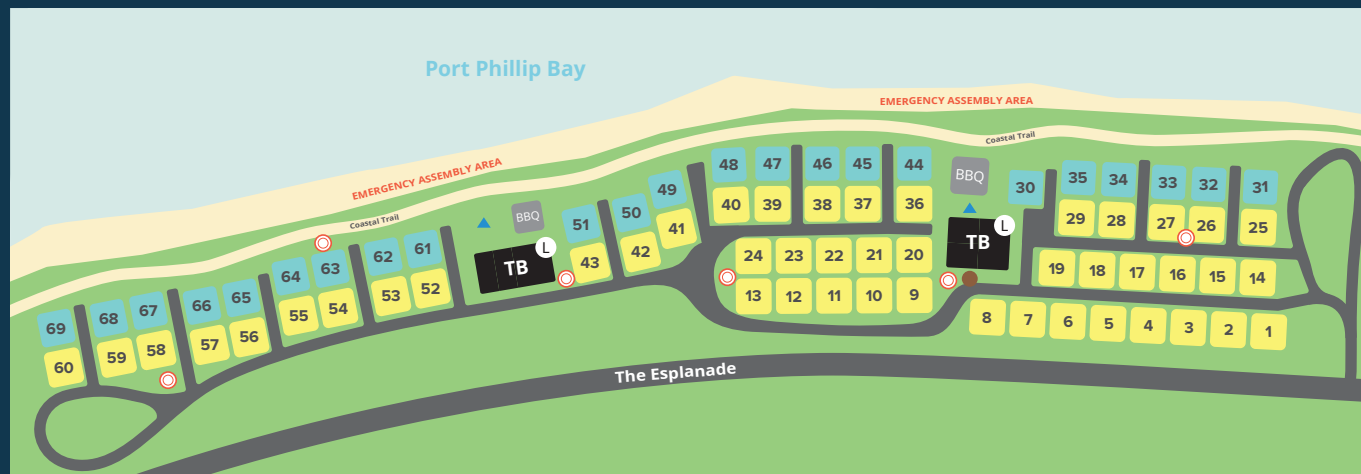 Port Phillip Bay
EMERGENCY ASSEMBLY AREA
Coastal Trail
EMERGENCY ASSEMBLY AREA
Coastal Trail
69 68 67 66 65 64 63 62 61
BBQ
51 50 49 48 47 46 45 44
BBQ
30 35 34 33 32 31
60 59 58 57 56 55 54 53 52
TB L
43 42 41 40 39 38 37 36
TB L
29 28 27 26 25
24 23 22 21 20
19 18 17 16 15 14
13 12 11 10 9
8 7 6 5 4 3 2 1
The Esplanade